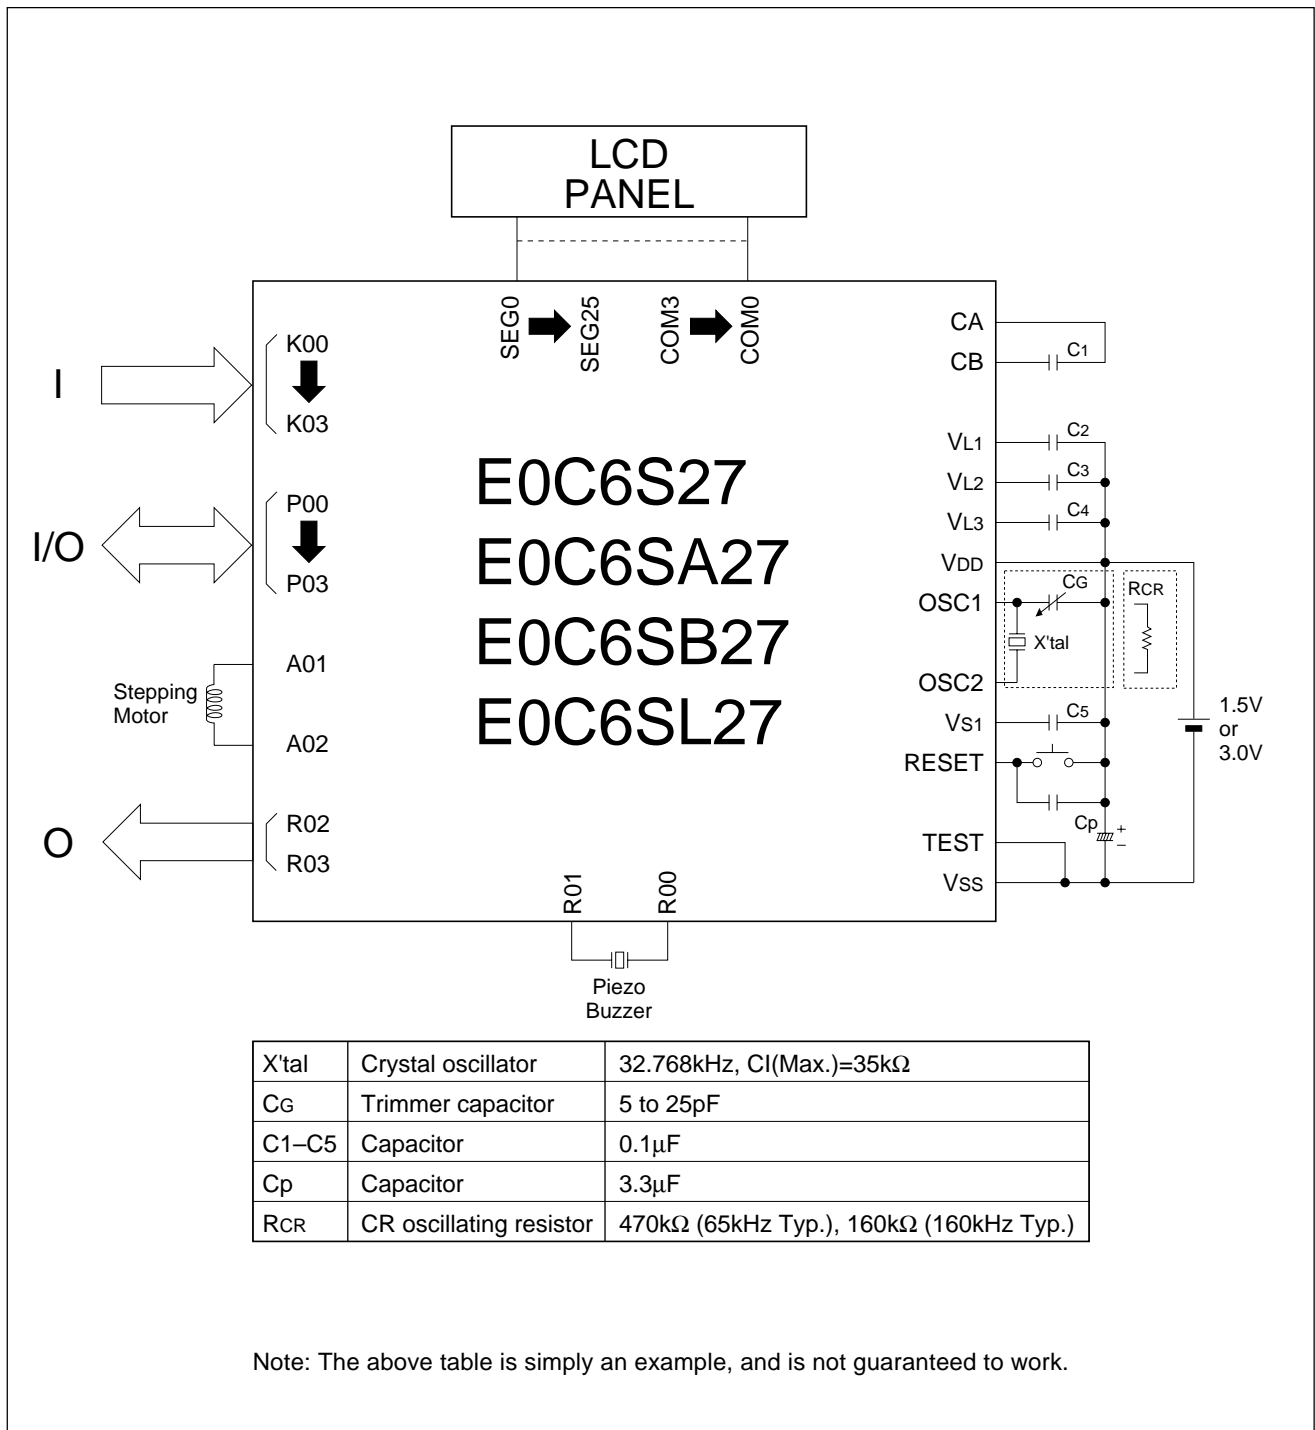 LCD
PANEL
SEG0
SEG25
COM3
COM0
I
K00
K03
I/O
P00
P03
Stepping
Motor
A01
A02
O
R02
R03
E0C6S27
E0C6SA27
E0C6SB27
E0C6SL27
CA
CB
C1
VL1
C2
VL2
C3
VL3
C4
VDD
OSC1
CG
X'tal
OSC2
RCR
VS1
C5
RESET
Cp
+
–
TEST
VSS
1.5V
or
3.0V
R01
R00
Piezo
Buzzer
X'tal Crystal oscillator 32.768kHz, CI(Max.)=35kΩ
CG Trimmer capacitor 5 to 25pF
C1–C5 Capacitor 0.1µF
Cp Capacitor 3.3µF
RCR CR oscillating resistor 470kΩ (65kHz Typ.), 160kΩ (160kHz Typ.)
Note: The above table is simply an example, and is not guaranteed to work.